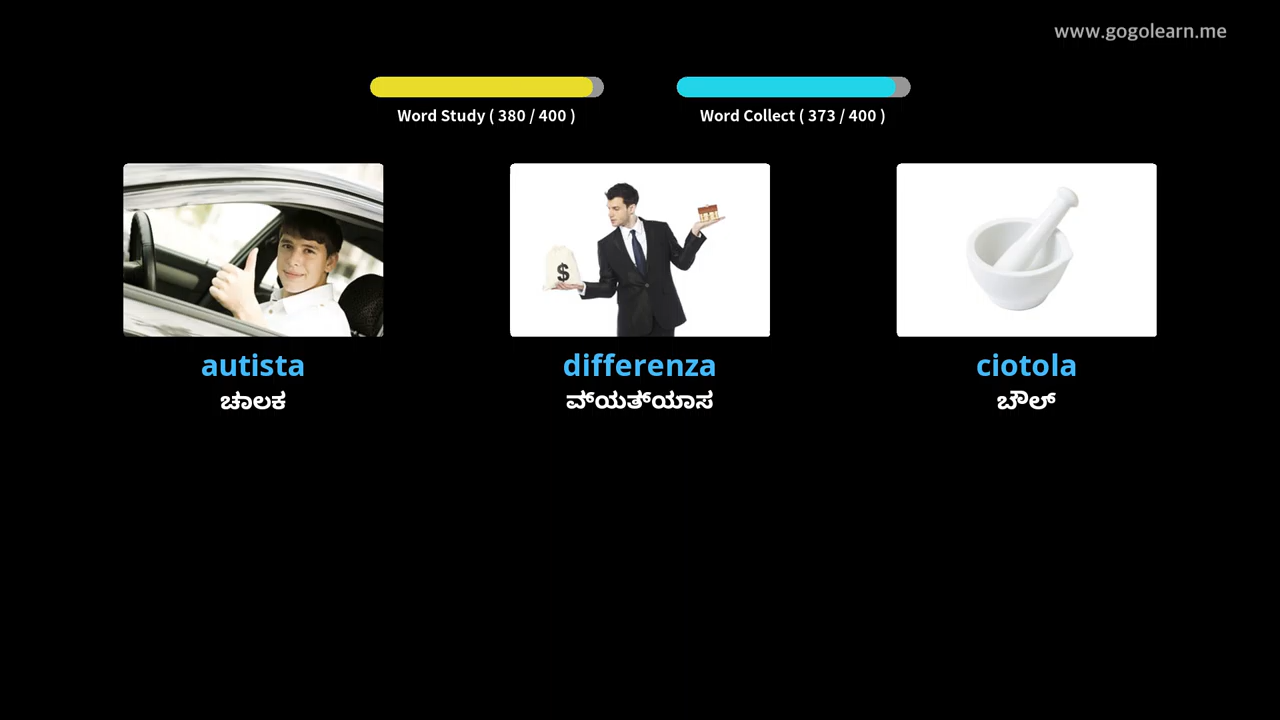 www.gogolearn.me
Word Study ( 380 / 400 )
Word Collect ( 373 / 400 )
$
autista
differenza
ciotola
ಚಾಲಕ
ವ್ಯತ್ಯಾಸ
ಬೌಲ್